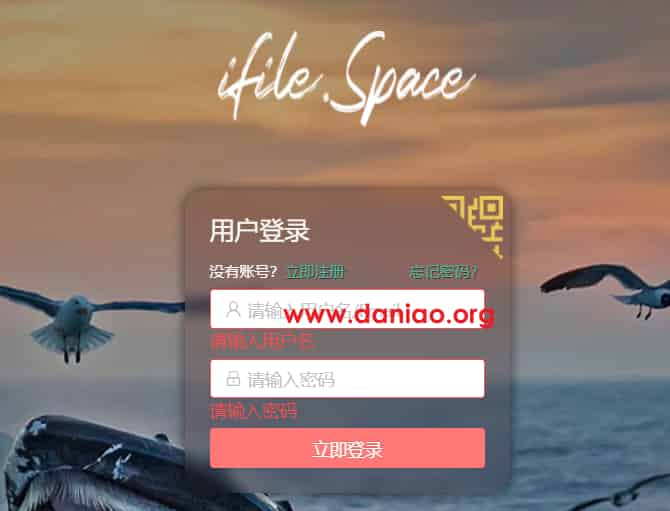 ifile.Space
用户登录
没有账号？立即注册 忘记密码？
请输入用户名
www.daniao.org
请输入用户名
请输入密码
请输入密码
立即登录